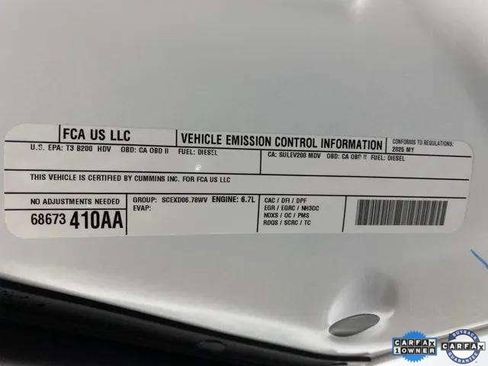 FCA US LLC
VEHICLE EMISSION CONTROL INFORMATION
CONFORMS TO REGULATIONS:
2025 MY
U.S. EPA: T3 B200 HDV OBD: CA OBD II FUEL: DIESEL
CA: SULEV200 MDV OBD: CA OBD II FUEL: DIESEL
THIS VEHICLE IS CERTIFIED BY CUMMINS INC. FOR FCA US LLC
NO ADJUSTMENTS NEEDED
68673 410AA
GROUP: SCEXD06.78WV ENGINE: 6.7L
EVAP:
CAC / DFI / DPF
EGR / EGRC / NH3CC
NOXS / OC / PMS
RDQS / SCRC / TC
CARFAX
1 OWNER
BUYBACK
CARFAX
GUARANTEE